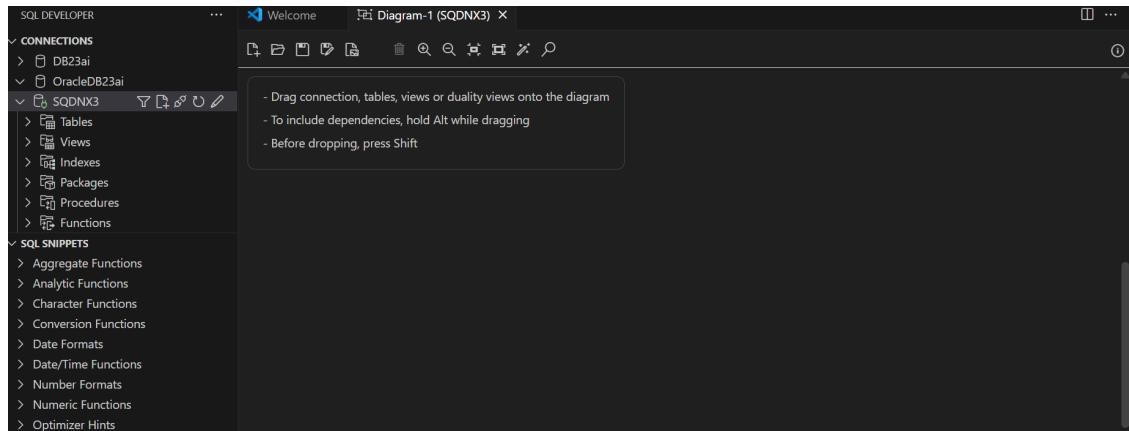 SQL DEVELOPER
CONNECTIONS
DB23ai
OracleDB23ai
SQDNX3
Tables
Views
Indexes
Packages
Procedures
Functions
SQL SNIPPETS
Aggregate Functions
Analytic Functions
Character Functions
Conversion Functions
Date Formats
Date/Time Functions
Number Formats
Numeric Functions
Optimizer Hints
Welcome
Diagram-1 (SQDNX3)
- Drag connection, tables, views or duality views onto the diagram
- To include dependencies, hold Alt while dragging
- Before dropping, press Shift